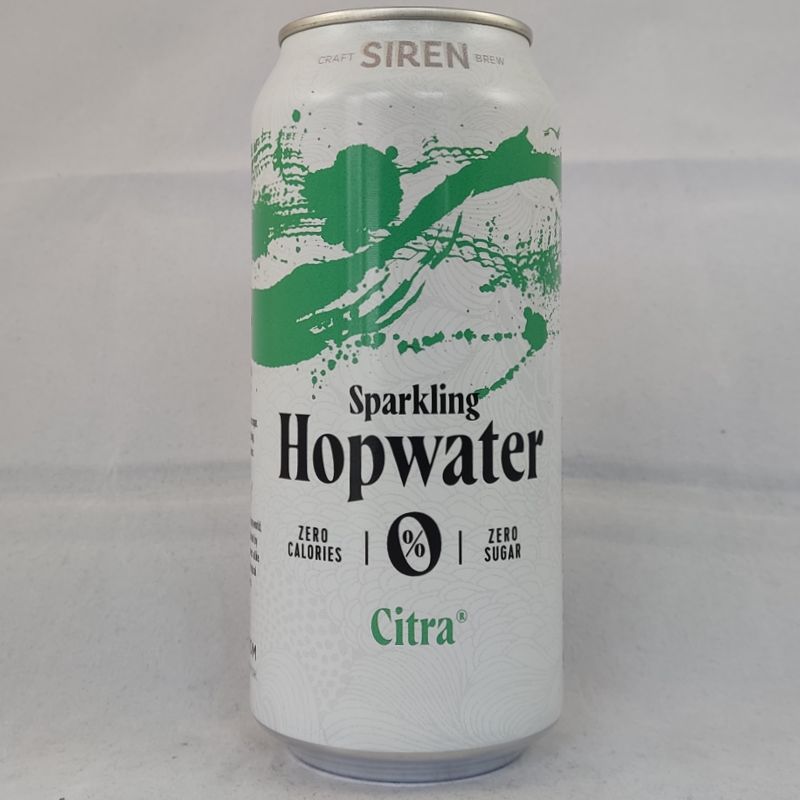 CRAFT SIREN BREW
Sparkling
Hopwater
ZERO CALORIES | 0% | ZERO SUGAR
Citra®